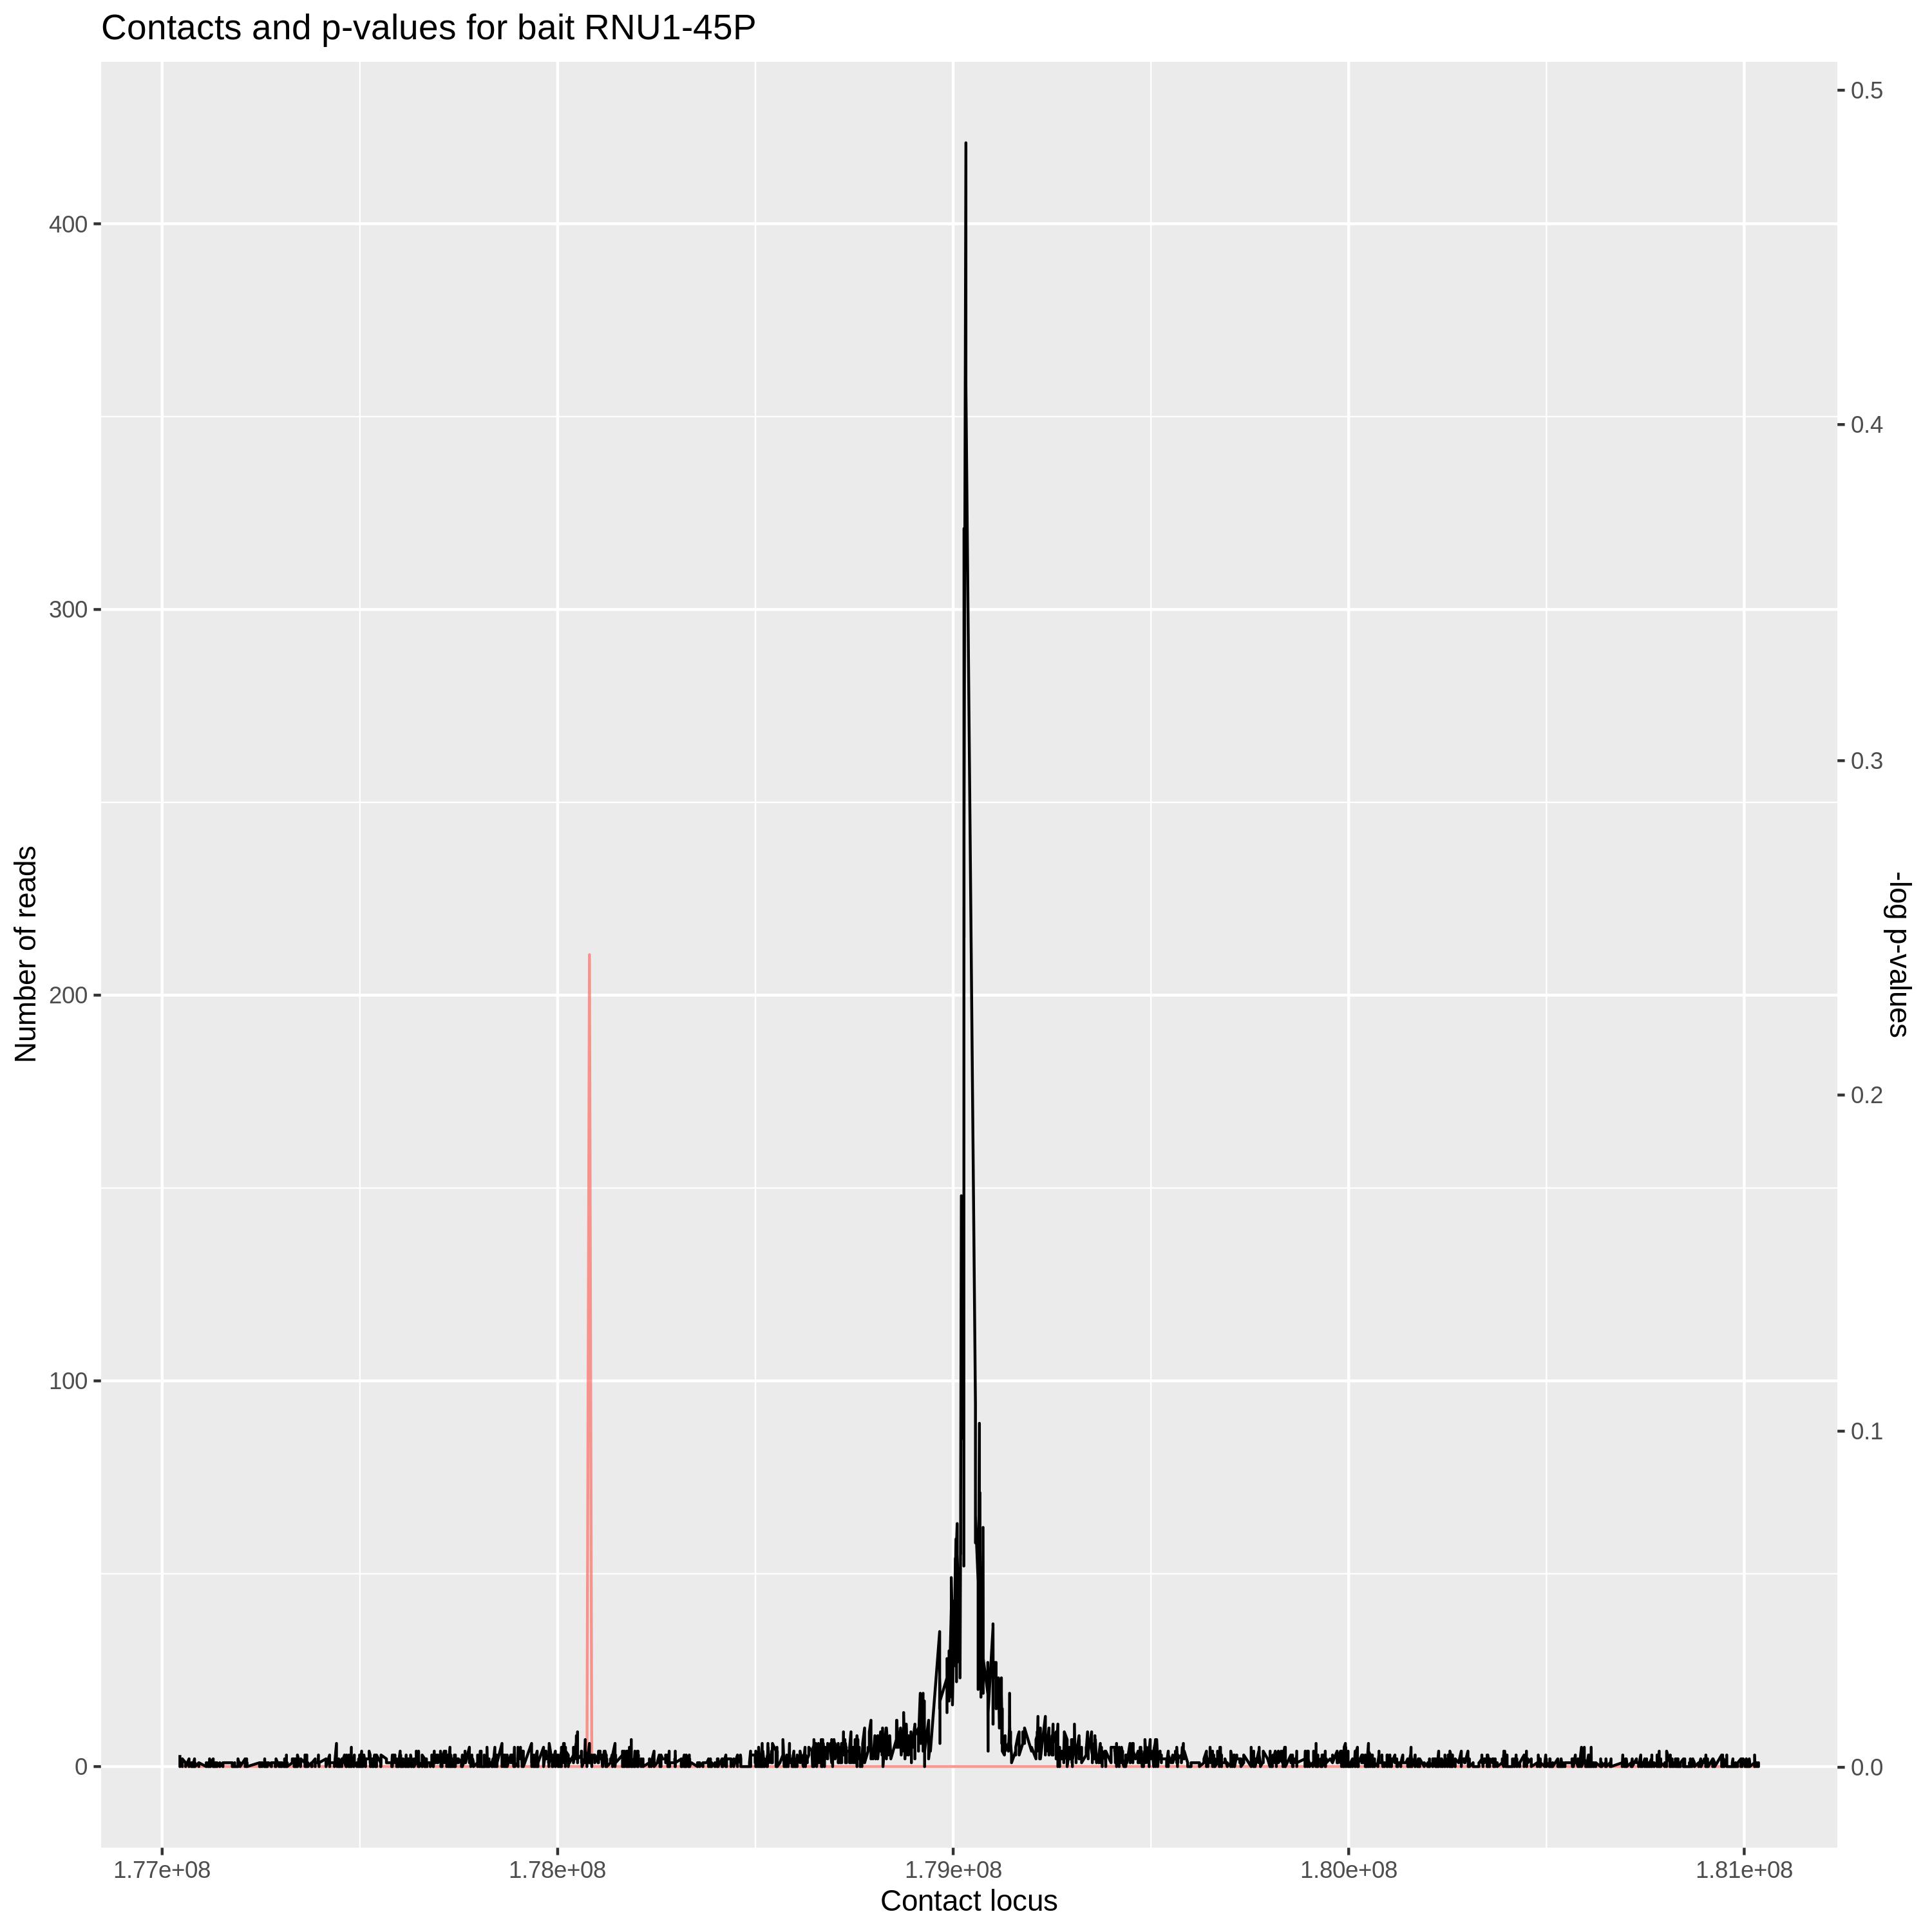 Contacts and p-values for bait RNU1-45P
Number of reads
400
300
200
100
0
0.5
0.4
0.3
0.2
0.1
0.0
-log p-values
1.77e+08
1.78e+08
1.79e+08
1.80e+08
1.81e+08
Contact locus